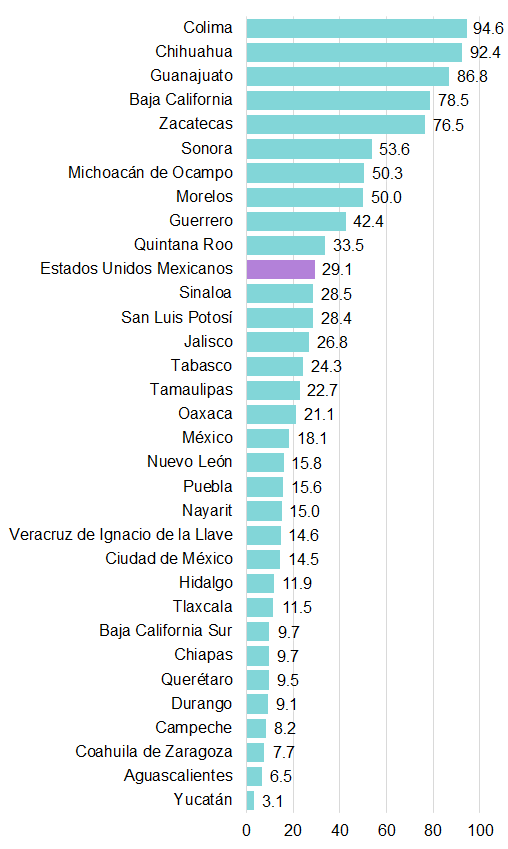 Colima 94.6
Chihuahua 92.4
Guanajuato 86.8
Baja California 78.5
Zacatecas 76.5
Sonora 53.6
Michoacán de Ocampo 50.3
Morelos 50.0
Guerrero 42.4
Quintana Roo 33.5
Estados Unidos Mexicanos 29.1
Sinaloa 28.5
San Luis Potosí 28.4
Jalisco 26.8
Tabasco 24.3
Tamaulipas 22.7
Oaxaca 21.1
México 18.1
Nuevo León 15.8
Puebla 15.6
Nayarit 15.0
Veracruz de Ignacio de la Llave 14.6
Ciudad de México 14.5
Hidalgo 11.9
Tlaxcala 11.5
Baja California Sur 9.7
Chiapas 9.7
Querétaro 9.5
Durango 9.1
Campeche 8.2
Coahuila de Zaragoza 7.7
Aguascalientes 6.5
Yucatán 3.1
0 20 40 60 80 100